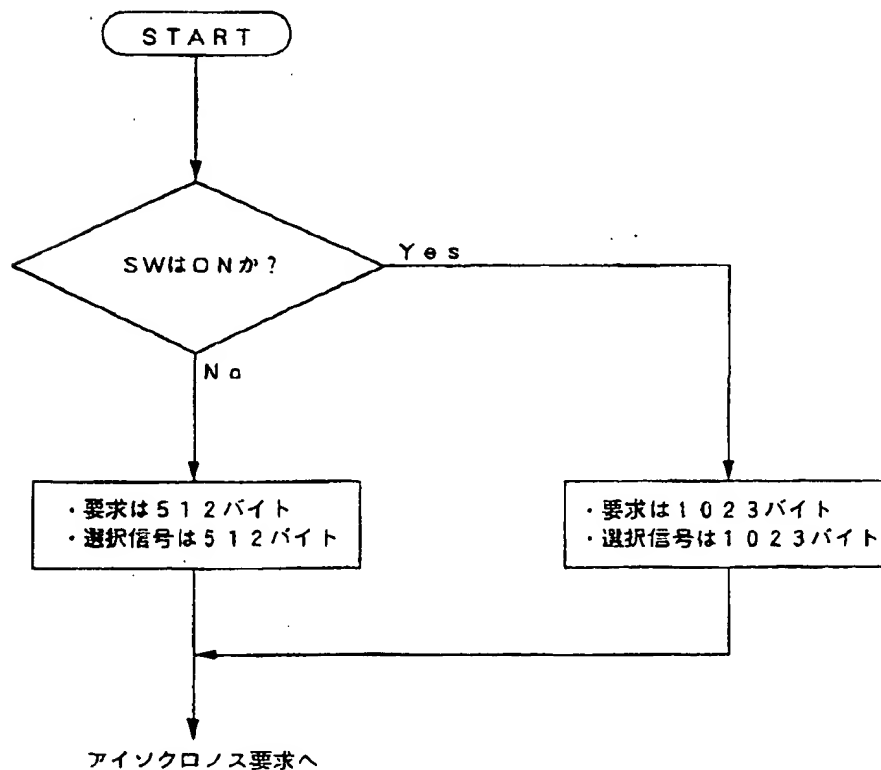 START
SWはONか？
Yes
No
・要求は５１２バイト
・選択信号は５１２バイト
・要求は１０２３バイト
・選択信号は１０２３バイト
アイソクロノス要求へ